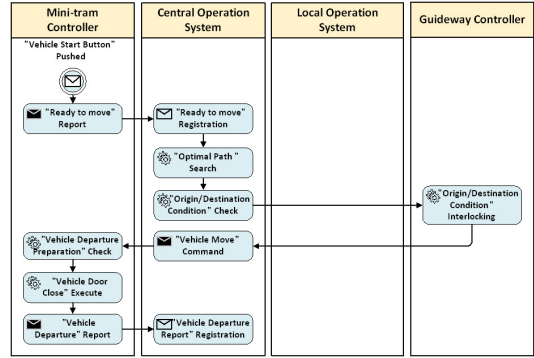 Mini-tram
Controller
Central Operation
System
Local Operation
System
Guideway Controller
"Vehicle Start Button"
Pushed
"Ready to move"
Report
"Ready to move"
Registration
"Optimal Path "
Search
"Origin/Destination
Condition" Check
"Origin/Destination
Condition"
Interlocking
"Vehicle Move"
Command
"Vehicle Departure
Preparation" Check
"Vehicle Door
Close" Execute
"Vehicle
Departure" Report
"Vehicle Departure
Report" Registration